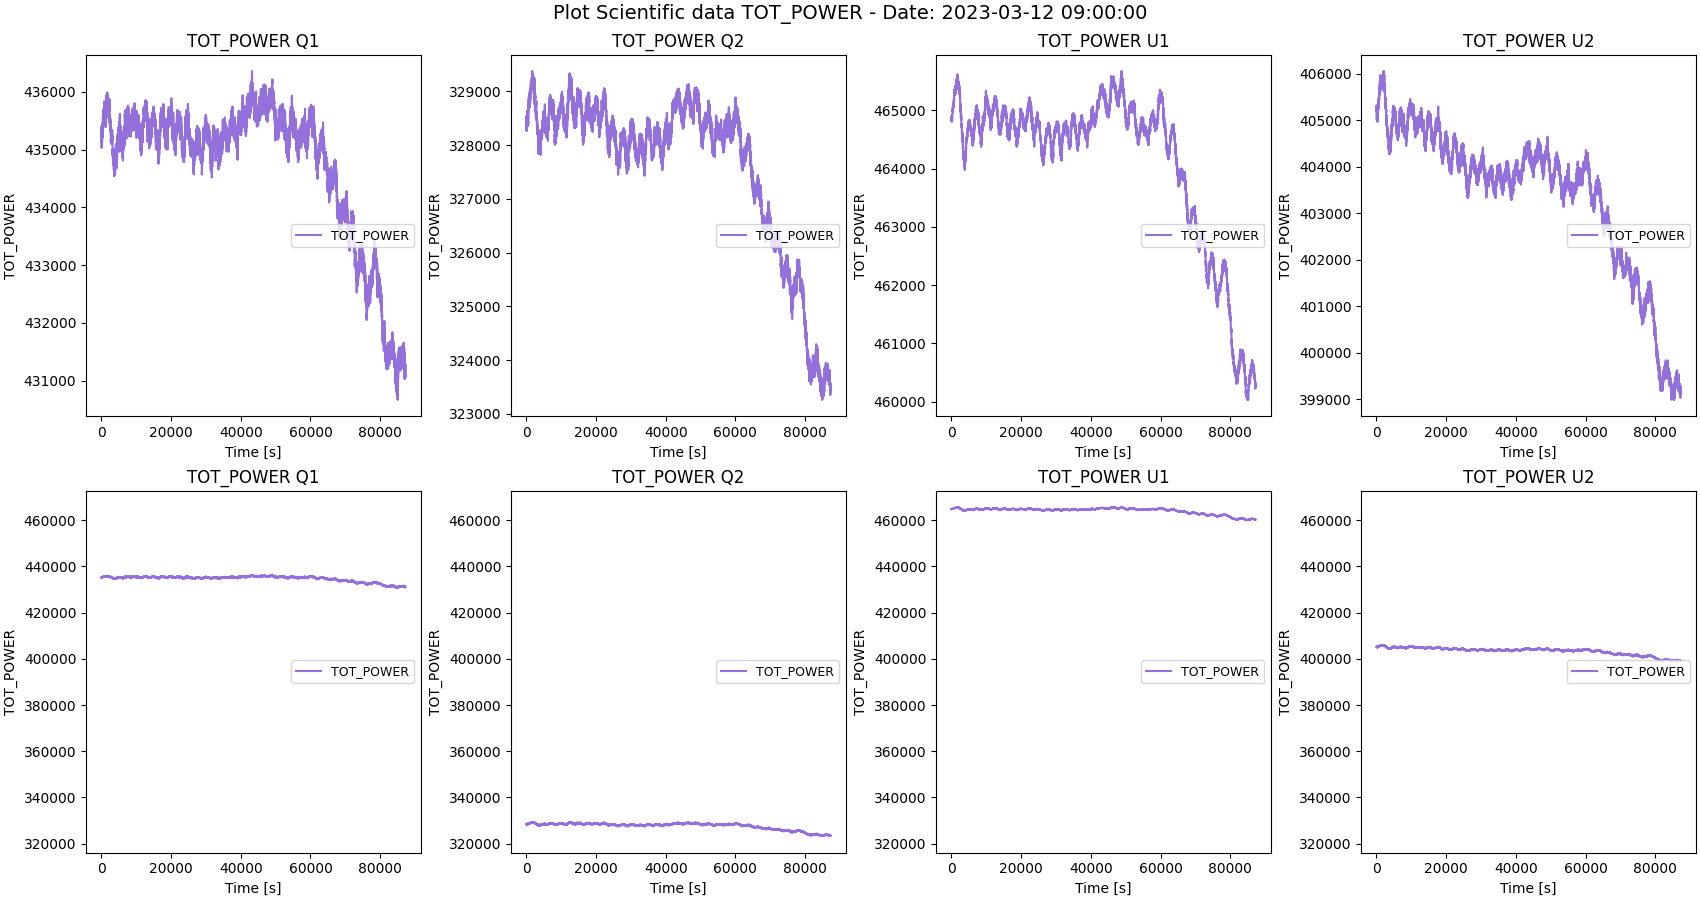 Plot Scientific data TOT_POWER - Date: 2023-03-12 09:00:00
TOT_POWER Q1
TOT_POWER
436000
435000
434000
433000
432000
431000
TOT_POWER
0 20000 40000 60000 80000
Time [s]
TOT_POWER Q2
TOT_POWER
329000
328000
327000
326000
325000
324000
323000
TOT_POWER
0 20000 40000 60000 80000
Time [s]
TOT_POWER U1
TOT_POWER
465000
464000
463000
462000
461000
460000
TOT_POWER
0 20000 40000 60000 80000
Time [s]
TOT_POWER U2
TOT_POWER
406000
405000
404000
403000
402000
401000
400000
399000
TOT_POWER
0 20000 40000 60000 80000
Time [s]
TOT_POWER Q1
TOT_POWER
460000
440000
420000
400000
380000
360000
340000
320000
TOT_POWER
0 20000 40000 60000 80000
Time [s]
TOT_POWER Q2
TOT_POWER
460000
440000
420000
400000
380000
360000
340000
320000
TOT_POWER
0 20000 40000 60000 80000
Time [s]
TOT_POWER U1
TOT_POWER
460000
440000
420000
400000
380000
360000
340000
320000
TOT_POWER
0 20000 40000 60000 80000
Time [s]
TOT_POWER U2
TOT_POWER
460000
440000
420000
400000
380000
360000
340000
320000
TOT_POWER
0 20000 40000 60000 80000
Time [s]